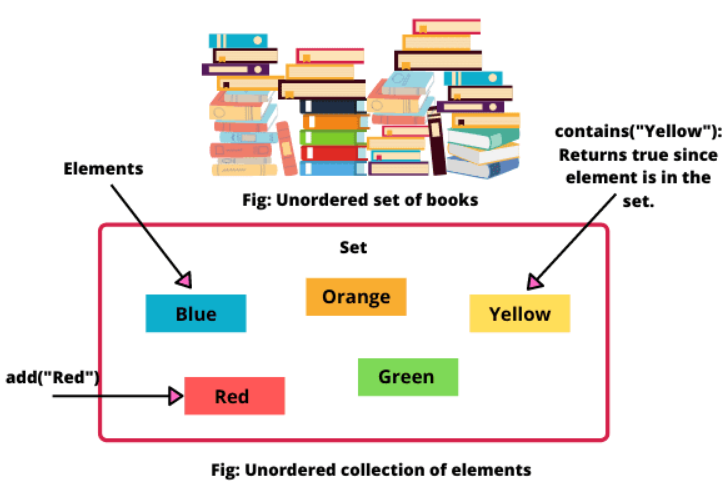 Fig: Unordered set of books
contains("Yellow"):
Returns true since
element is in the
set.
Elements
Set
Blue
Orange
Yellow
add("Red")
Red
Green
Fig: Unordered collection of elements